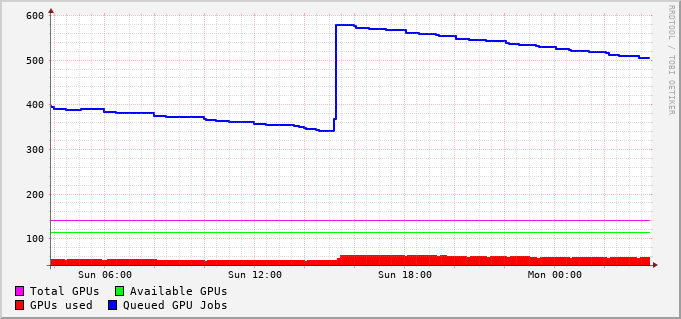 600
500
400
300
200
100
Sun 06:00 Sun 12:00 Sun 18:00 Mon 00:00
Total GPUs Available GPUs
GPUs used Queued GPU Jobs
RRDTOOL / TOBI OETIKER